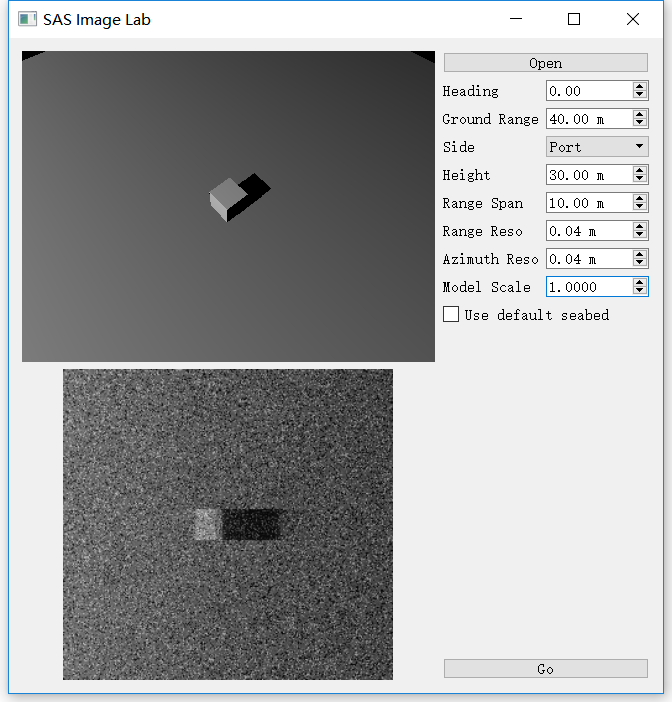 SAS Image Lab
Open
Heading 0.00
Ground Range 40.00 m
Side Port
Height 30.00 m
Range Span 10.00 m
Range Reso 0.04 m
Azimuth Reso 0.04 m
Model Scale 1.0000
Use default seabed
Go